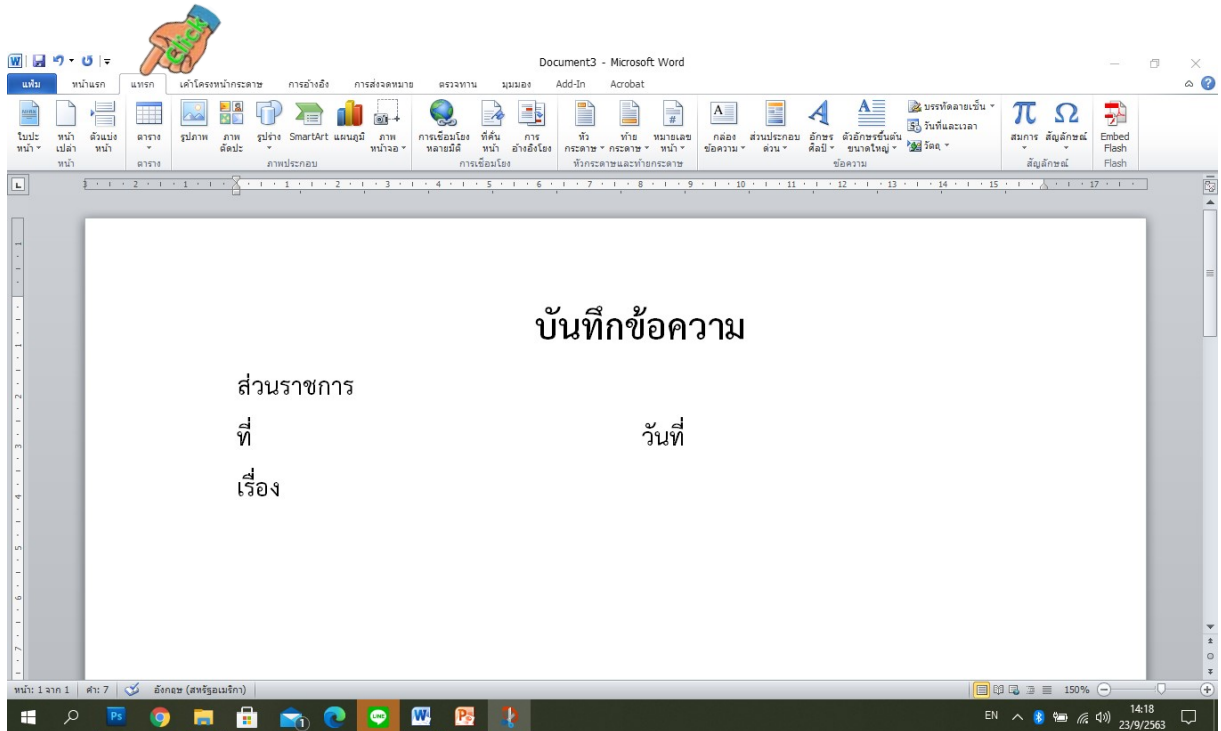 Click
Document3 - Microsoft Word
แฟ้ม หน้าแรก แทรก เค้าโครงหน้ากระดาษ การอ้างอิง การส่งจดหมาย ตรวจทาน มุมมอง Add-In Acrobat
ใบปะหน้า หน้าเปล่า ตัวแบ่งหน้า ตาราง รูปภาพ ภาพตัดปะ รูปร่าง SmartArt แผนภูมิ ภาพหน้าจอ การเชื่อมโยงหลายมิติ ที่คั่นหน้า การอ้างอิงโยง หัวกระดาษ ท้ายกระดาษ หมายเลขหน้า กล่องข้อความ ส่วนประกอบด่วน อักษรศิลป์ ตัวอักษรขึ้นต้นขนาดใหญ่ บรรทัดลายเซ็น วันที่และเวลา วัตถุ สมการ สัญลักษณ์ Embed Flash
หน้า ตาราง ภาพประกอบ การเชื่อมโยง หัวกระดาษและท้ายกระดาษ ข้อความ สัญลักษณ์ Flash
3 2 1 1 2 3 4 5 6 7 8 9 10 11 12 13 14 15 17
บันทึกข้อความ
ส่วนราชการ
ที่ วันที่
เรื่อง
หน้า: 1 จาก 1 คำ: 7 อังกฤษ (สหรัฐอเมริกา) 150%
EN 14:18
23/9/2563